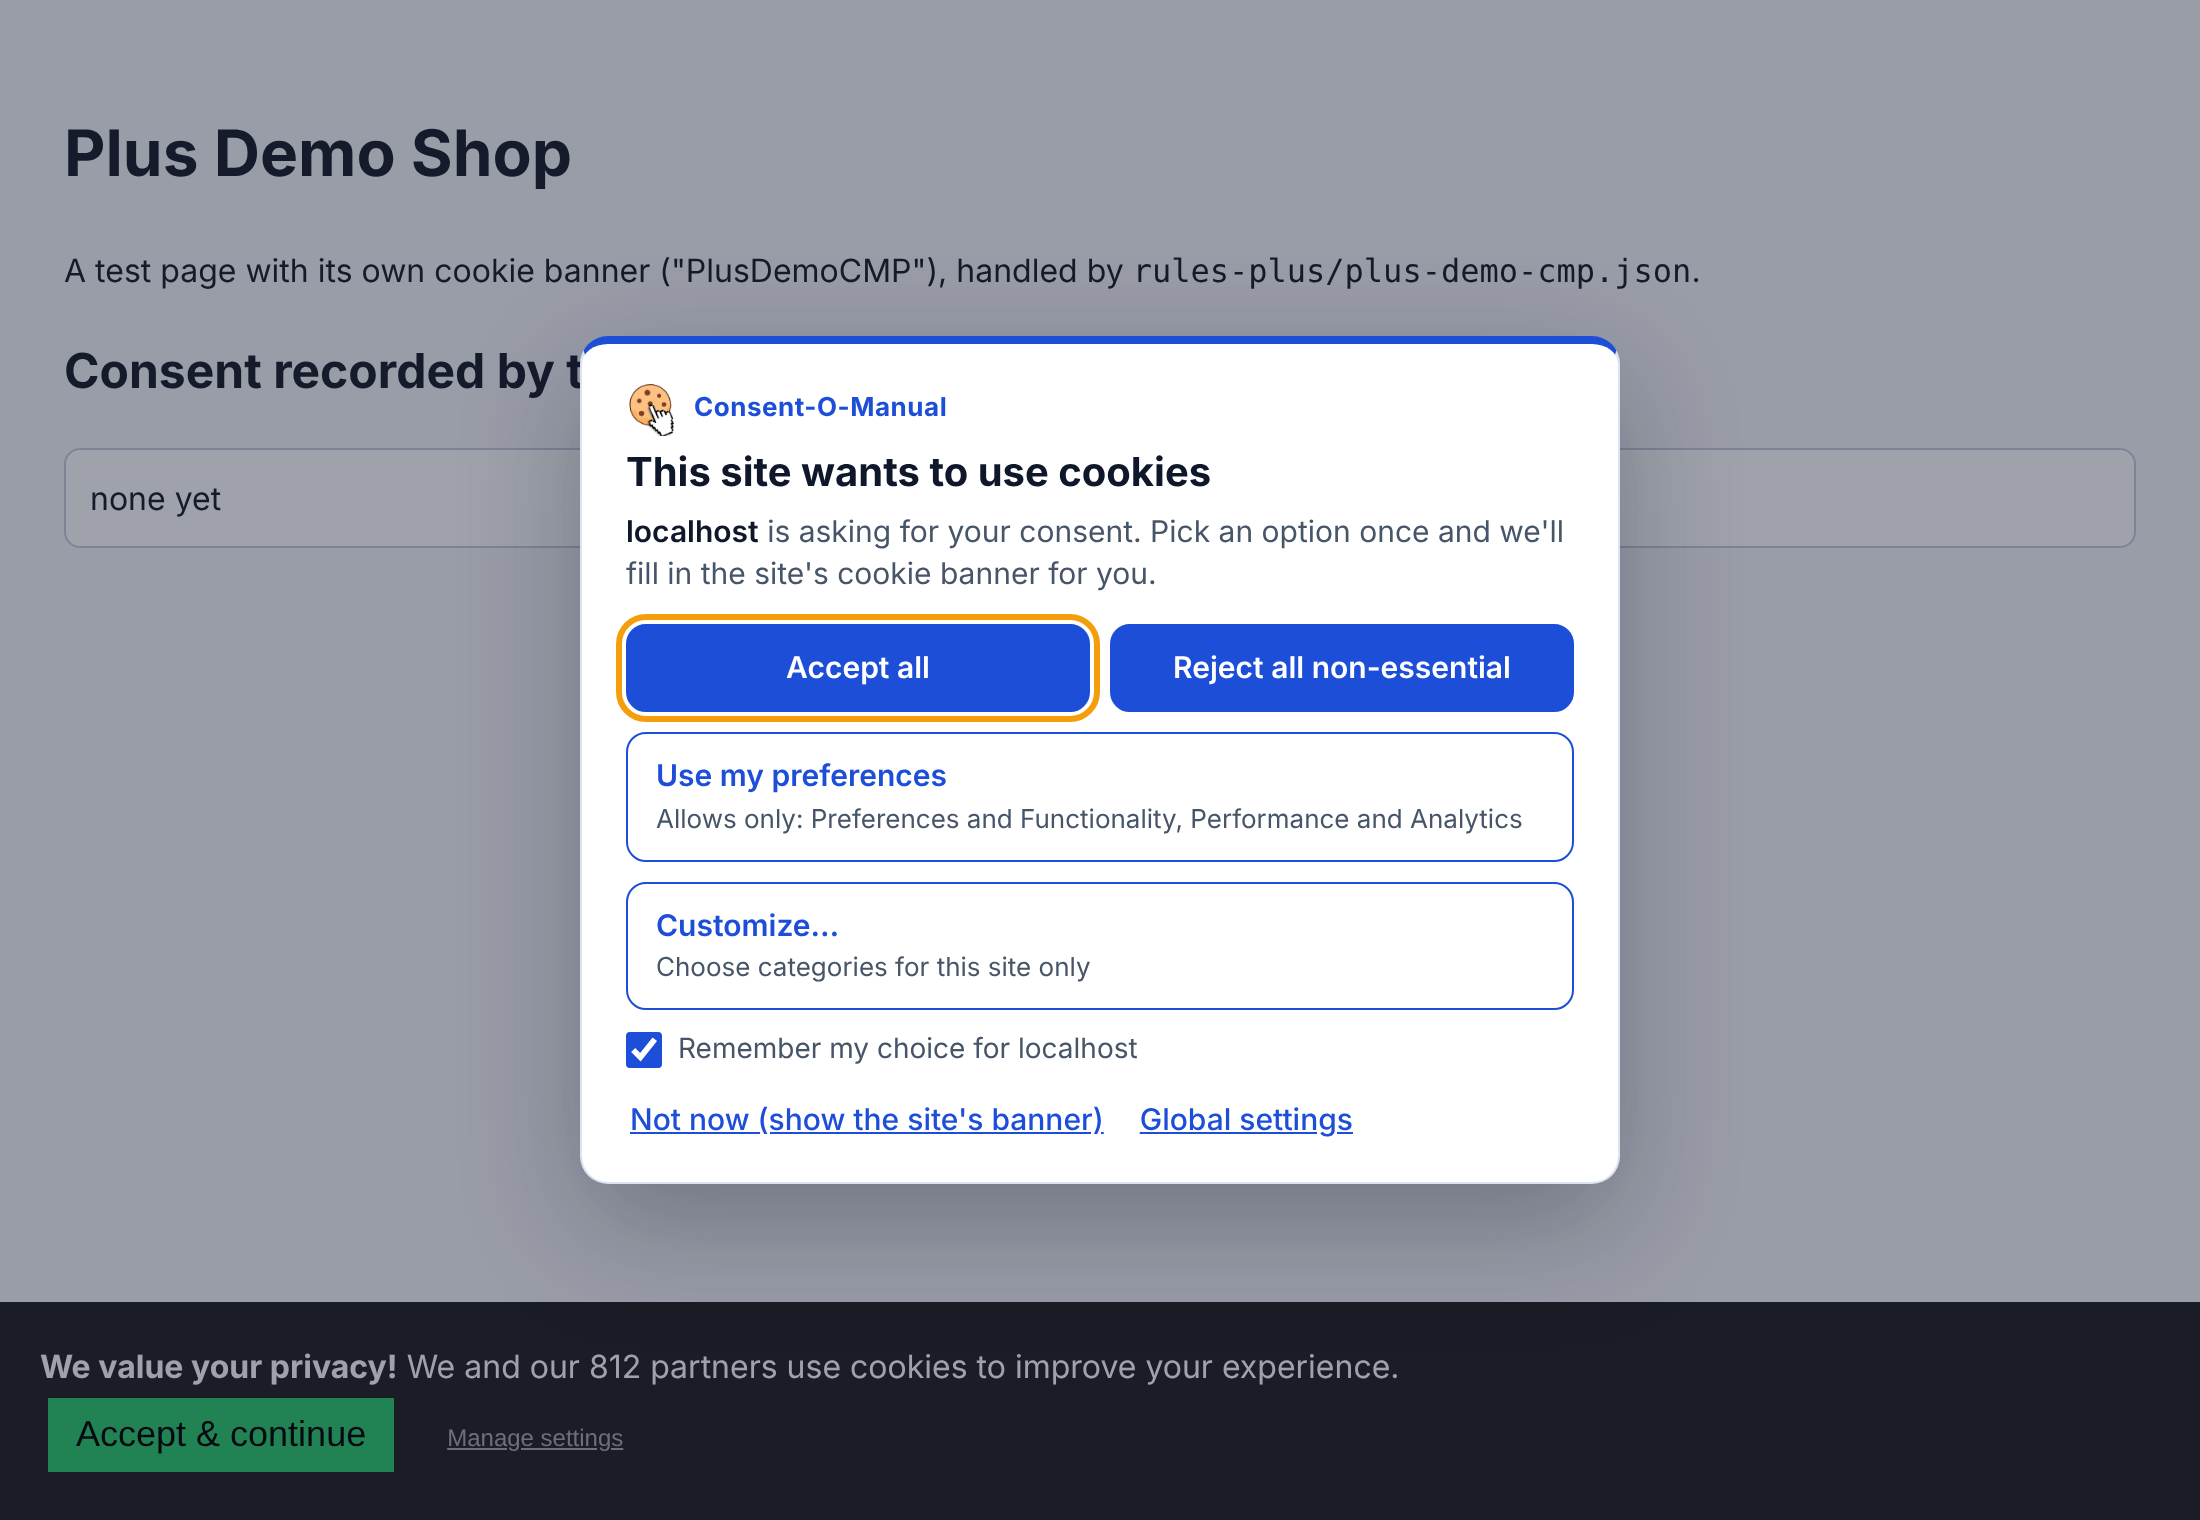 Plus Demo Shop
A test page with its own cookie banner ("PlusDemoCMP"), handled by rules-plus/plus-demo-cmp.json.
Consent recorded by t
none yet
Consent-O-Manual
This site wants to use cookies
localhost is asking for your consent. Pick an option once and we'll
fill in the site's cookie banner for you.
Accept all
Reject all non-essential
Use my preferences
Allows only: Preferences and Functionality, Performance and Analytics
Customize...
Choose categories for this site only
Remember my choice for localhost
Not now (show the site's banner)
Global settings
We value your privacy! We and our 812 partners use cookies to improve your experience.
Accept & continue
Manage settings